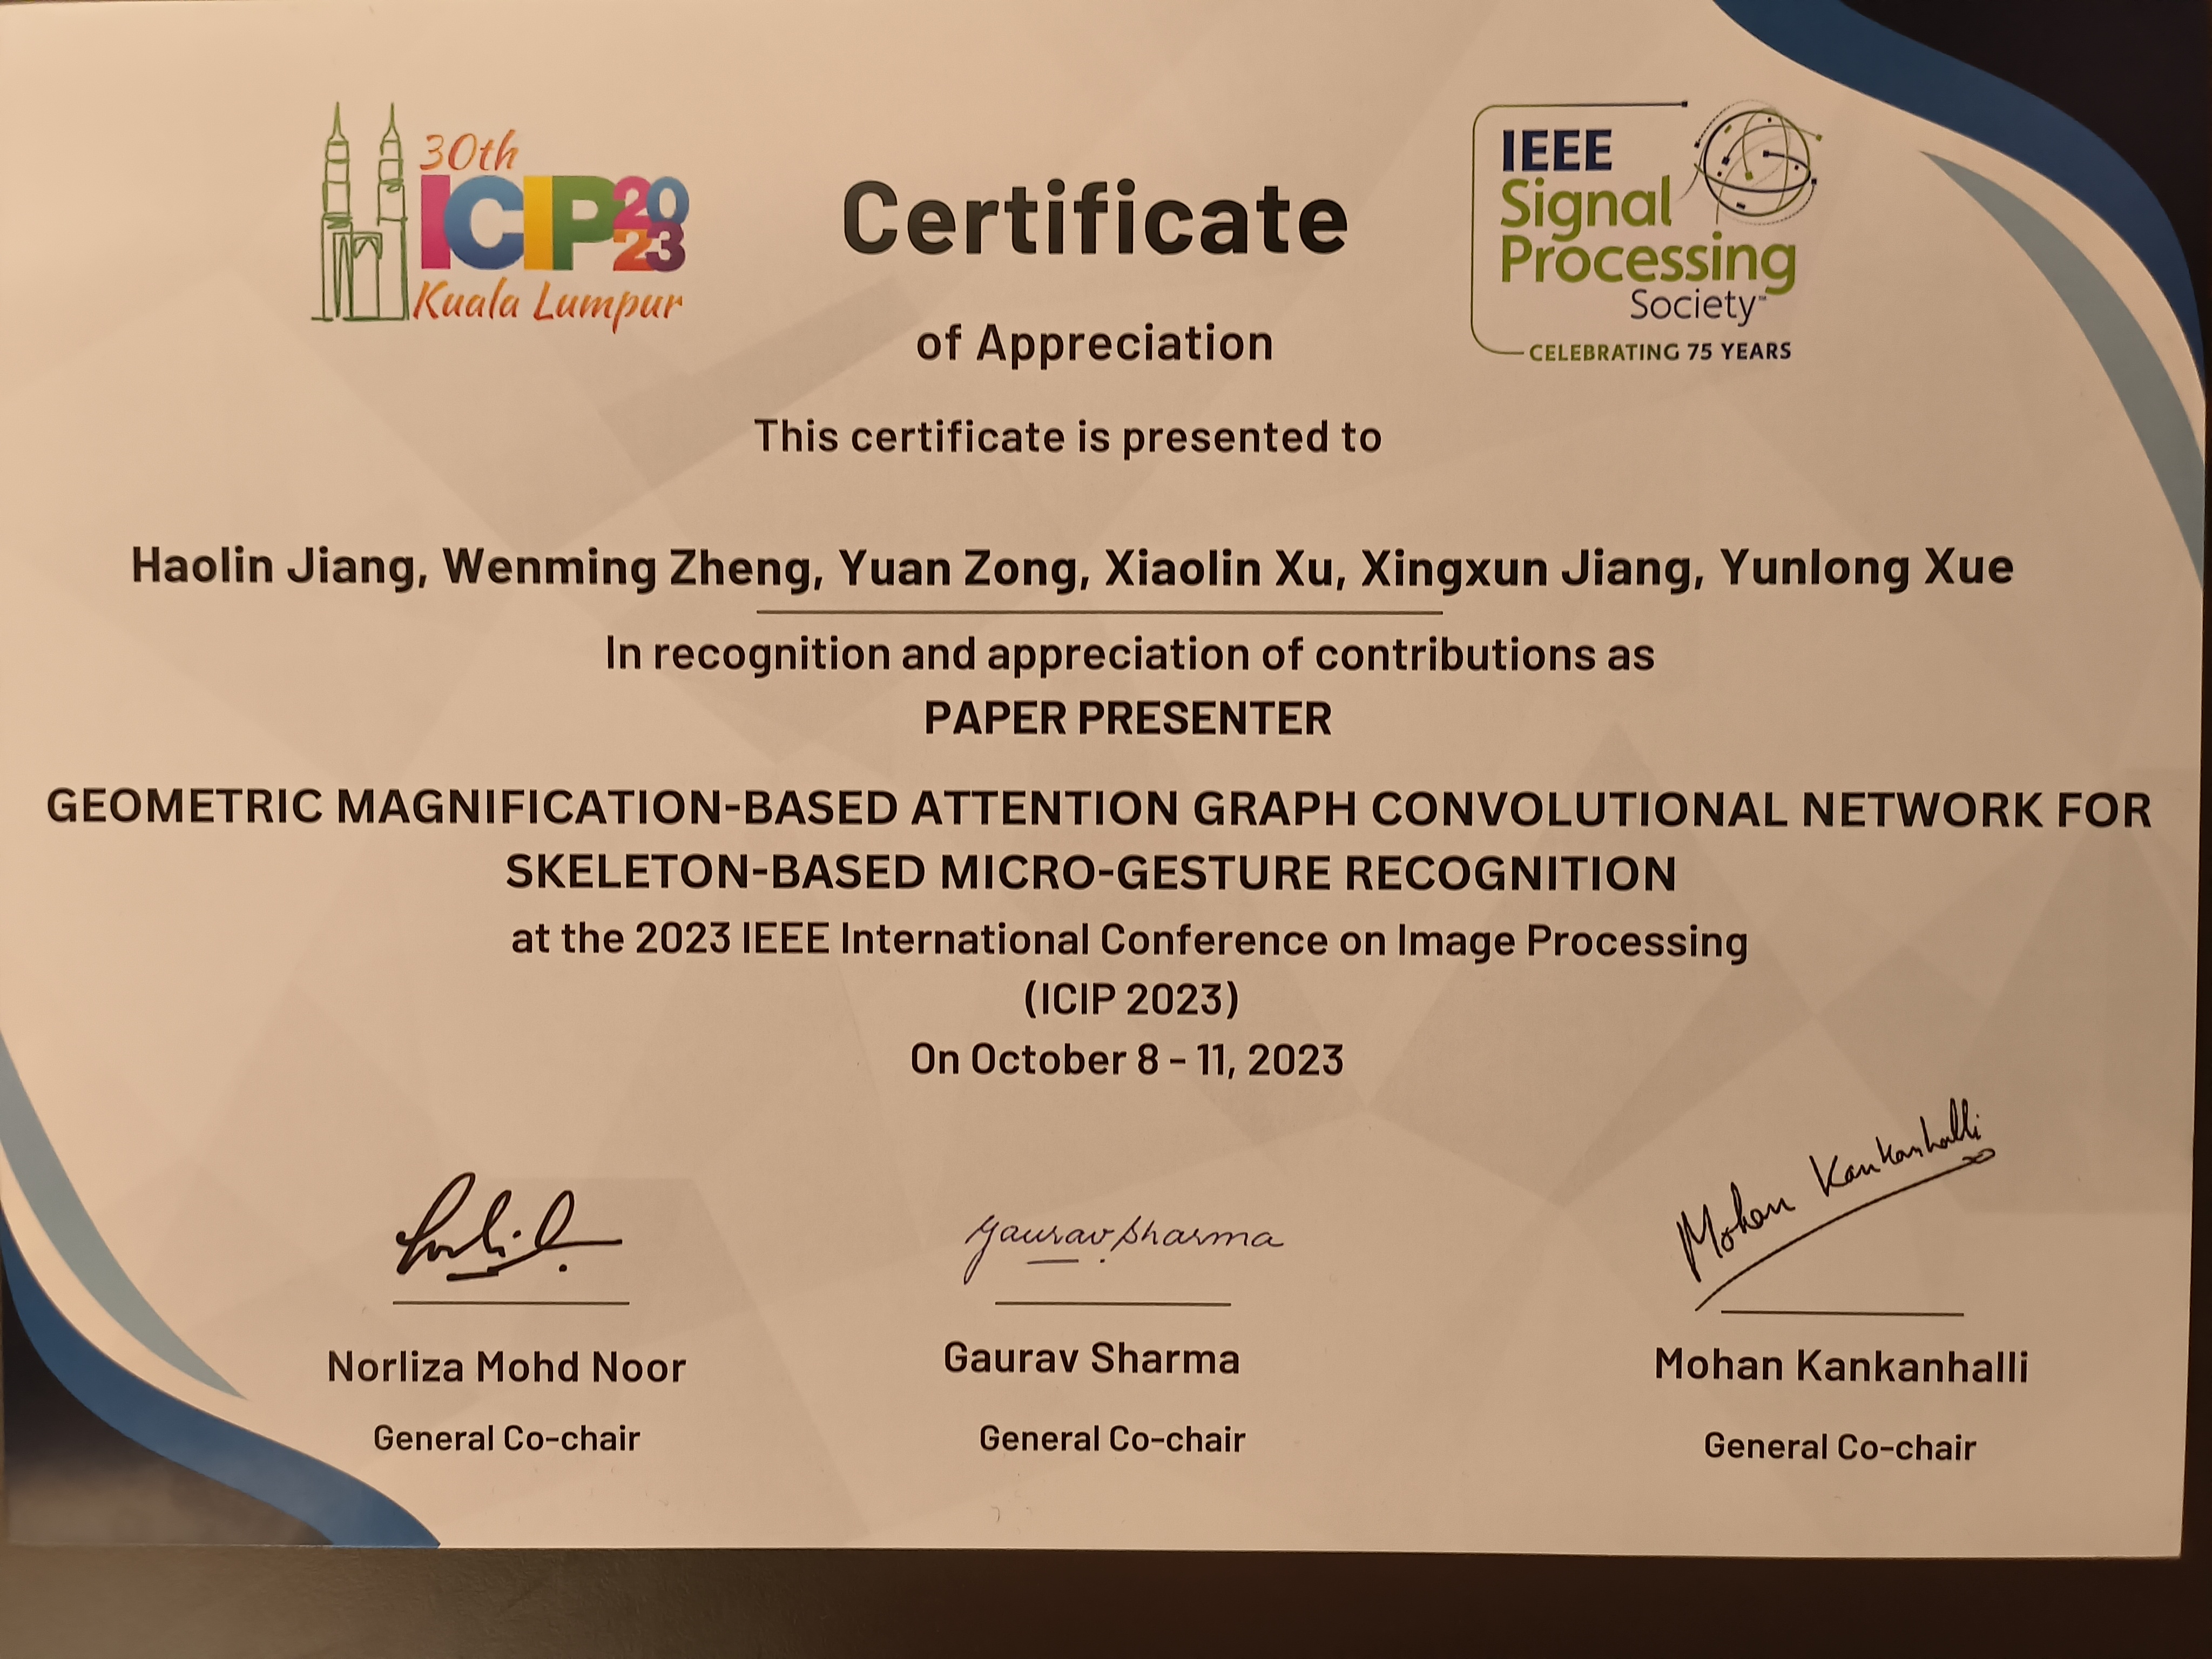 30th
ICIP2023
Kuala Lumpur
IEEE
Signal
Processing
Society™
CELEBRATING 75 YEARS
Certificate
of Appreciation
This certificate is presented to
Haolin Jiang, Wenming Zheng, Yuan Zong, Xiaolin Xu, Xingxun Jiang, Yunlong Xue
In recognition and appreciation of contributions as
PAPER PRESENTER
GEOMETRIC MAGNIFICATION-BASED ATTENTION GRAPH CONVOLUTIONAL NETWORK FOR
SKELETON-BASED MICRO-GESTURE RECOGNITION
at the 2023 IEEE International Conference on Image Processing
(ICIP 2023)
On October 8 - 11, 2023
Gaurav Sharma
Mohan Kankanhalli
Norliza Mohd Noor
Gaurav Sharma
Mohan Kankanhalli
General Co-chair
General Co-chair
General Co-chair